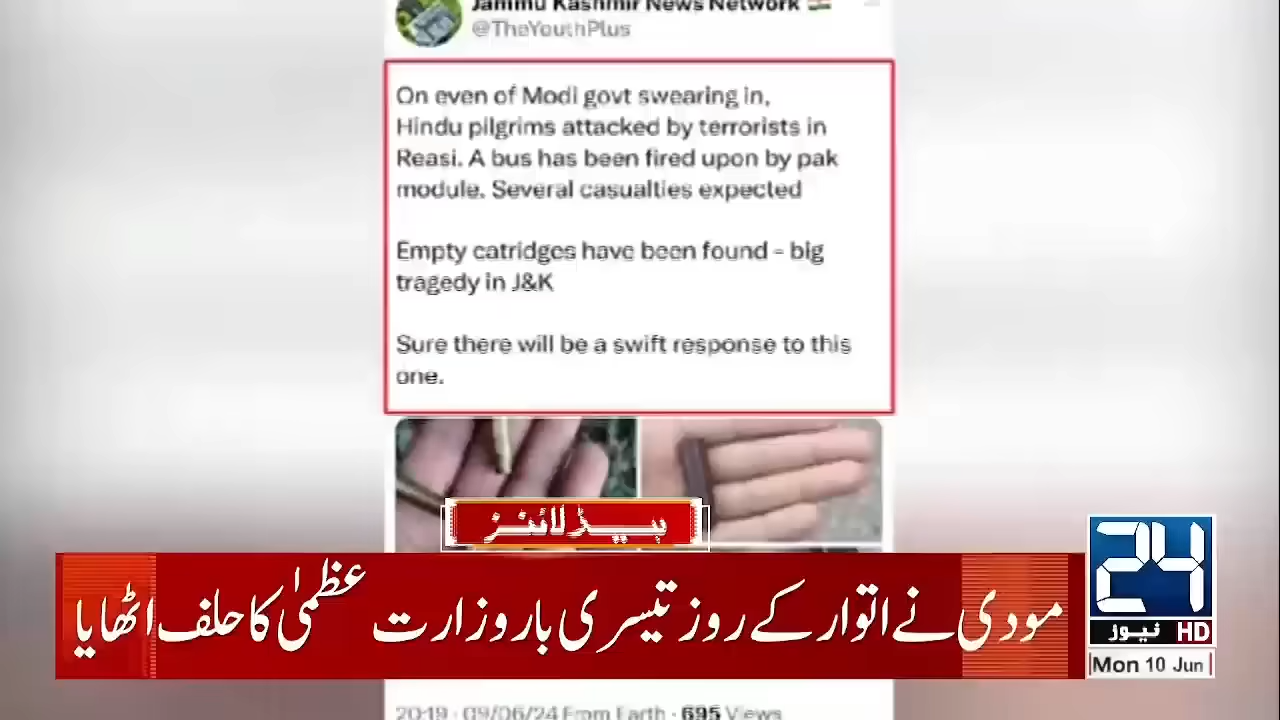 Jammu Kashmir News Network
@TheYouthPlus
On even of Modi govt swearing in,
Hindu pilgrims attacked by terrorists in
Reasi. A bus has been fired upon by pak
module. Several casualties expected
Empty catridges have been found - big
tragedy in J&K
Sure there will be a swift response to this
one.
ہیڈلائنز
مودی نے اتوار کے روز تیسری بار وزارت عظمیٰ کا حلف اٹھایا
24
نیوز HD
Mon 10 Jun
20:19 · 09/06/24 From Earth · 695 Views